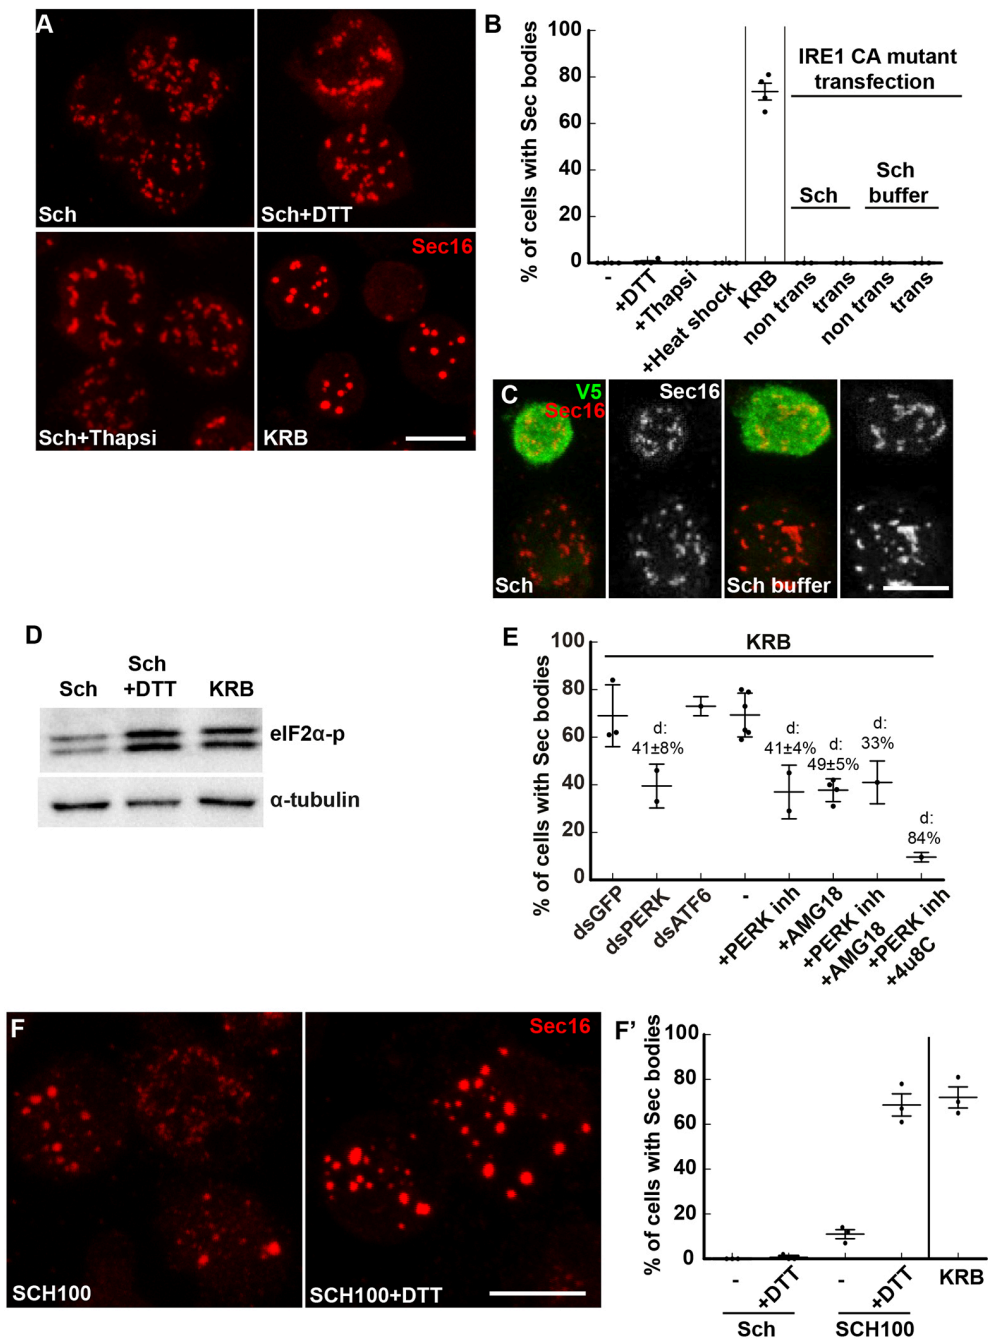 A
Sch
Sch+DTT
Sec16
Sch+Thapsi
KRB
B
% of cells with Sec bodies
100
80
60
40
20
0
IRE1 CA mutant
transfection
Sch
Sch
buffer
-
+DTT
+Thapsi
+Heat shock
KRB
non trans
trans
non trans
trans
C
V5
Sec16
Sec16
Sch
Sch buffer
D
Sch
Sch
+DTT
KRB
eIF2α-p
α-tubulin
E
% of cells with Sec bodies
100
80
60
40
20
0
KRB
d:
41±8%
d:
41±4%
d:
49±5%
d:
33%
d:
84%
dsGFP
dsPERK
dsATF6
-
+PERK inh
+AMG18
+PERK inh
+AMG18
+PERK inh
+4u8C
F
Sec16
SCH100
SCH100+DTT
F’
% of cells with Sec bodies
100
80
60
40
20
0
-
+DTT
-
+DTT
KRB
Sch
SCH100